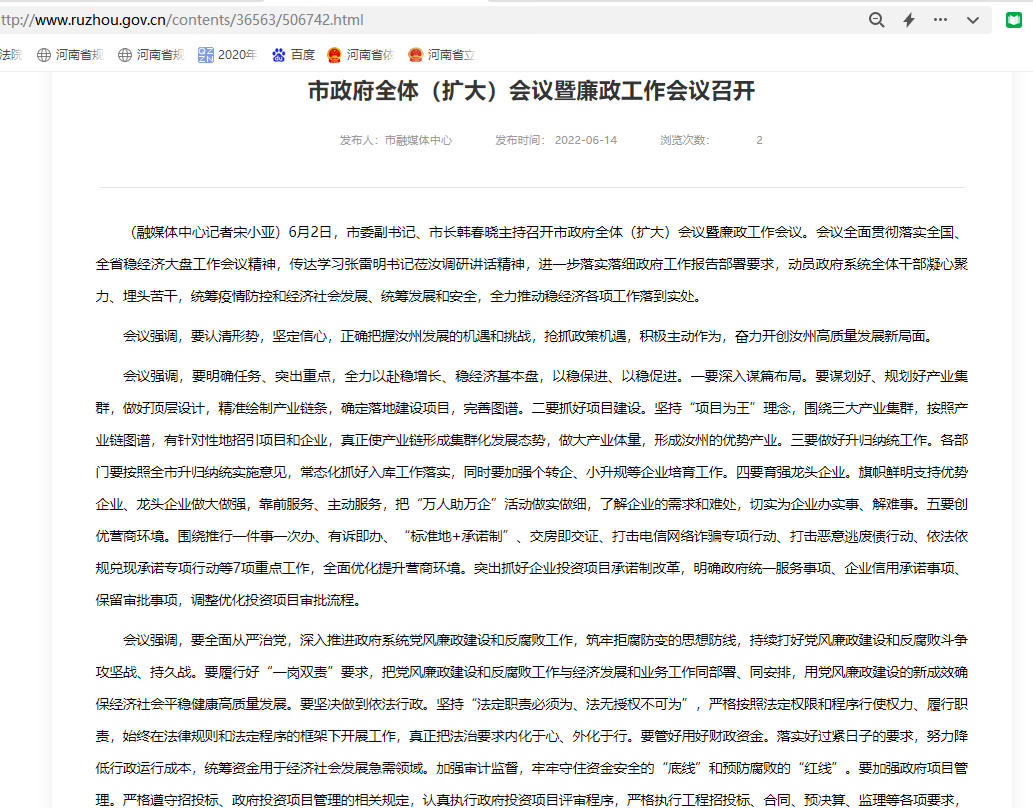 ttp://www.ruzhou.gov.cn/contents/36563/506742.html
法院 河南省规 河南省规 2020年 百度 河南省依 河南省立
市政府全体（扩大）会议暨廉政工作会议召开
发布人：市融媒体中心 发布时间： 2022-06-14 浏览次数： 2
（融媒体中心记者宋小亚）6月2日，市委副书记、市长韩春晓主持召开市政府全体（扩大）会议暨廉政工作会议。会议全面贯彻落实全国、
全省稳经济大盘工作会议精神，传达学习张雷明书记莅汝调研讲话精神，进一步落实落细政府工作报告部署要求，动员政府系统全体干部凝心聚
力、埋头苦干，统筹疫情防控和经济社会发展、统筹发展和安全，全力推动稳经济各项工作落到实处。
会议强调，要认清形势，坚定信心，正确把握汝州发展的机遇和挑战，抢抓政策机遇，积极主动作为，奋力开创汝州高质量发展新局面。
会议强调，要明确任务、突出重点，全力以赴稳增长、稳经济基本盘，以稳保进、以稳促进。一要深入谋篇布局。要谋划好、规划好产业集
群，做好顶层设计，精准绘制产业链条，确定落地建设项目，完善图谱。二要抓好项目建设。坚持“项目为王”理念，围绕三大产业集群，按照产
业链图谱，有针对性地招引项目和企业，真正使产业链形成集群化发展态势，做大产业体量，形成汝州的优势产业。三要做好升归纳统工作。各部
门要按照全市升归纳统实施意见，常态化抓好入库工作落实，同时要加强个转企、小升规等企业培育工作。四要育强龙头企业。旗帜鲜明支持优势
企业、龙头企业做大做强，靠前服务、主动服务，把“万人助万企”活动做实做细，了解企业的需求和难处，切实为企业办实事、解难事。五要创
优营商环境。围绕推行一件事一次办、有诉即办、“标准地+承诺制”、交房即交证、打击电信网络诈骗专项行动、打击恶意逃废债行动、依法依
规兑现承诺专项行动等7项重点工作，全面优化提升营商环境。突出抓好企业投资项目承诺制改革，明确政府统一服务事项、企业信用承诺事项、
保留审批事项，调整优化投资项目审批流程。
会议强调，要全面从严治党，深入推进政府系统党风廉政建设和反腐败工作，筑牢拒腐防变的思想防线，持续打好党风廉政建设和反腐败斗争
攻坚战、持久战。要履行好“一岗双责”要求，把党风廉政建设和反腐败工作与经济发展和业务工作同部署、同安排，用党风廉政建设的新成效确
保经济社会平稳健康高质量发展。要坚决做到依法行政。坚持“法定职责必须为、法无授权不可为”，严格按照法定权限和程序行使权力、履行职
责，始终在法律规则和法定程序的框架下开展工作，真正把法治要求内化于心、外化于行。要管好用好财政资金。落实好过紧日子的要求，努力降
低行政运行成本，统筹资金用于经济社会发展急需领域。加强审计监督，牢牢守住资金安全的“底线”和预防腐败的“红线”。要加强政府项目管
理。严格遵守招投标、政府投资项目管理的相关规定，认真执行政府投资项目评审程序，严格执行工程招投标、合同、预决算、监理等各项要求，